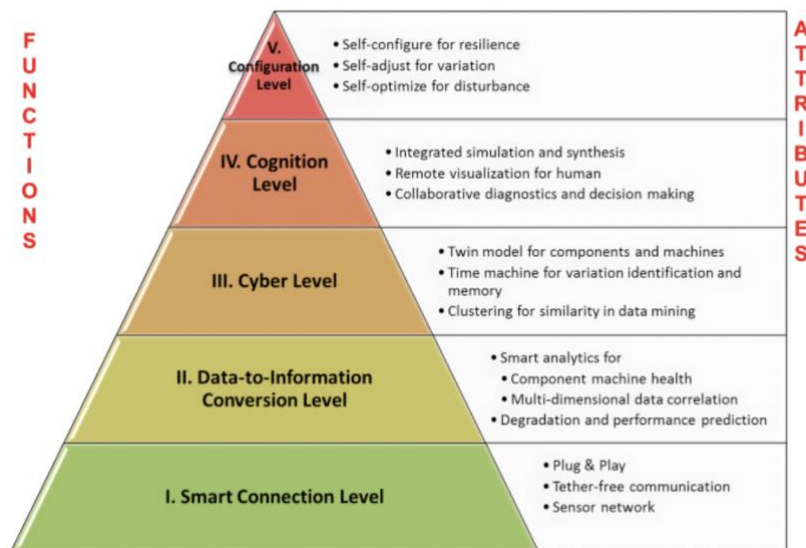 FUNCTIONS
V.
Configuration
Level
• Self-configure for resilience
• Self-adjust for variation
• Self-optimize for disturbance
IV. Cognition
Level
• Integrated simulation and synthesis
• Remote visualization for human
• Collaborative diagnostics and decision making
III. Cyber Level
• Twin model for components and machines
• Time machine for variation identification and
memory
• Clustering for similarity in data mining
II. Data-to-Information
Conversion Level
• Smart analytics for
• Component machine health
• Multi-dimensional data correlation
• Degradation and performance prediction
I. Smart Connection Level
• Plug & Play
• Tether-free communication
• Sensor network
ATTRIBUTES